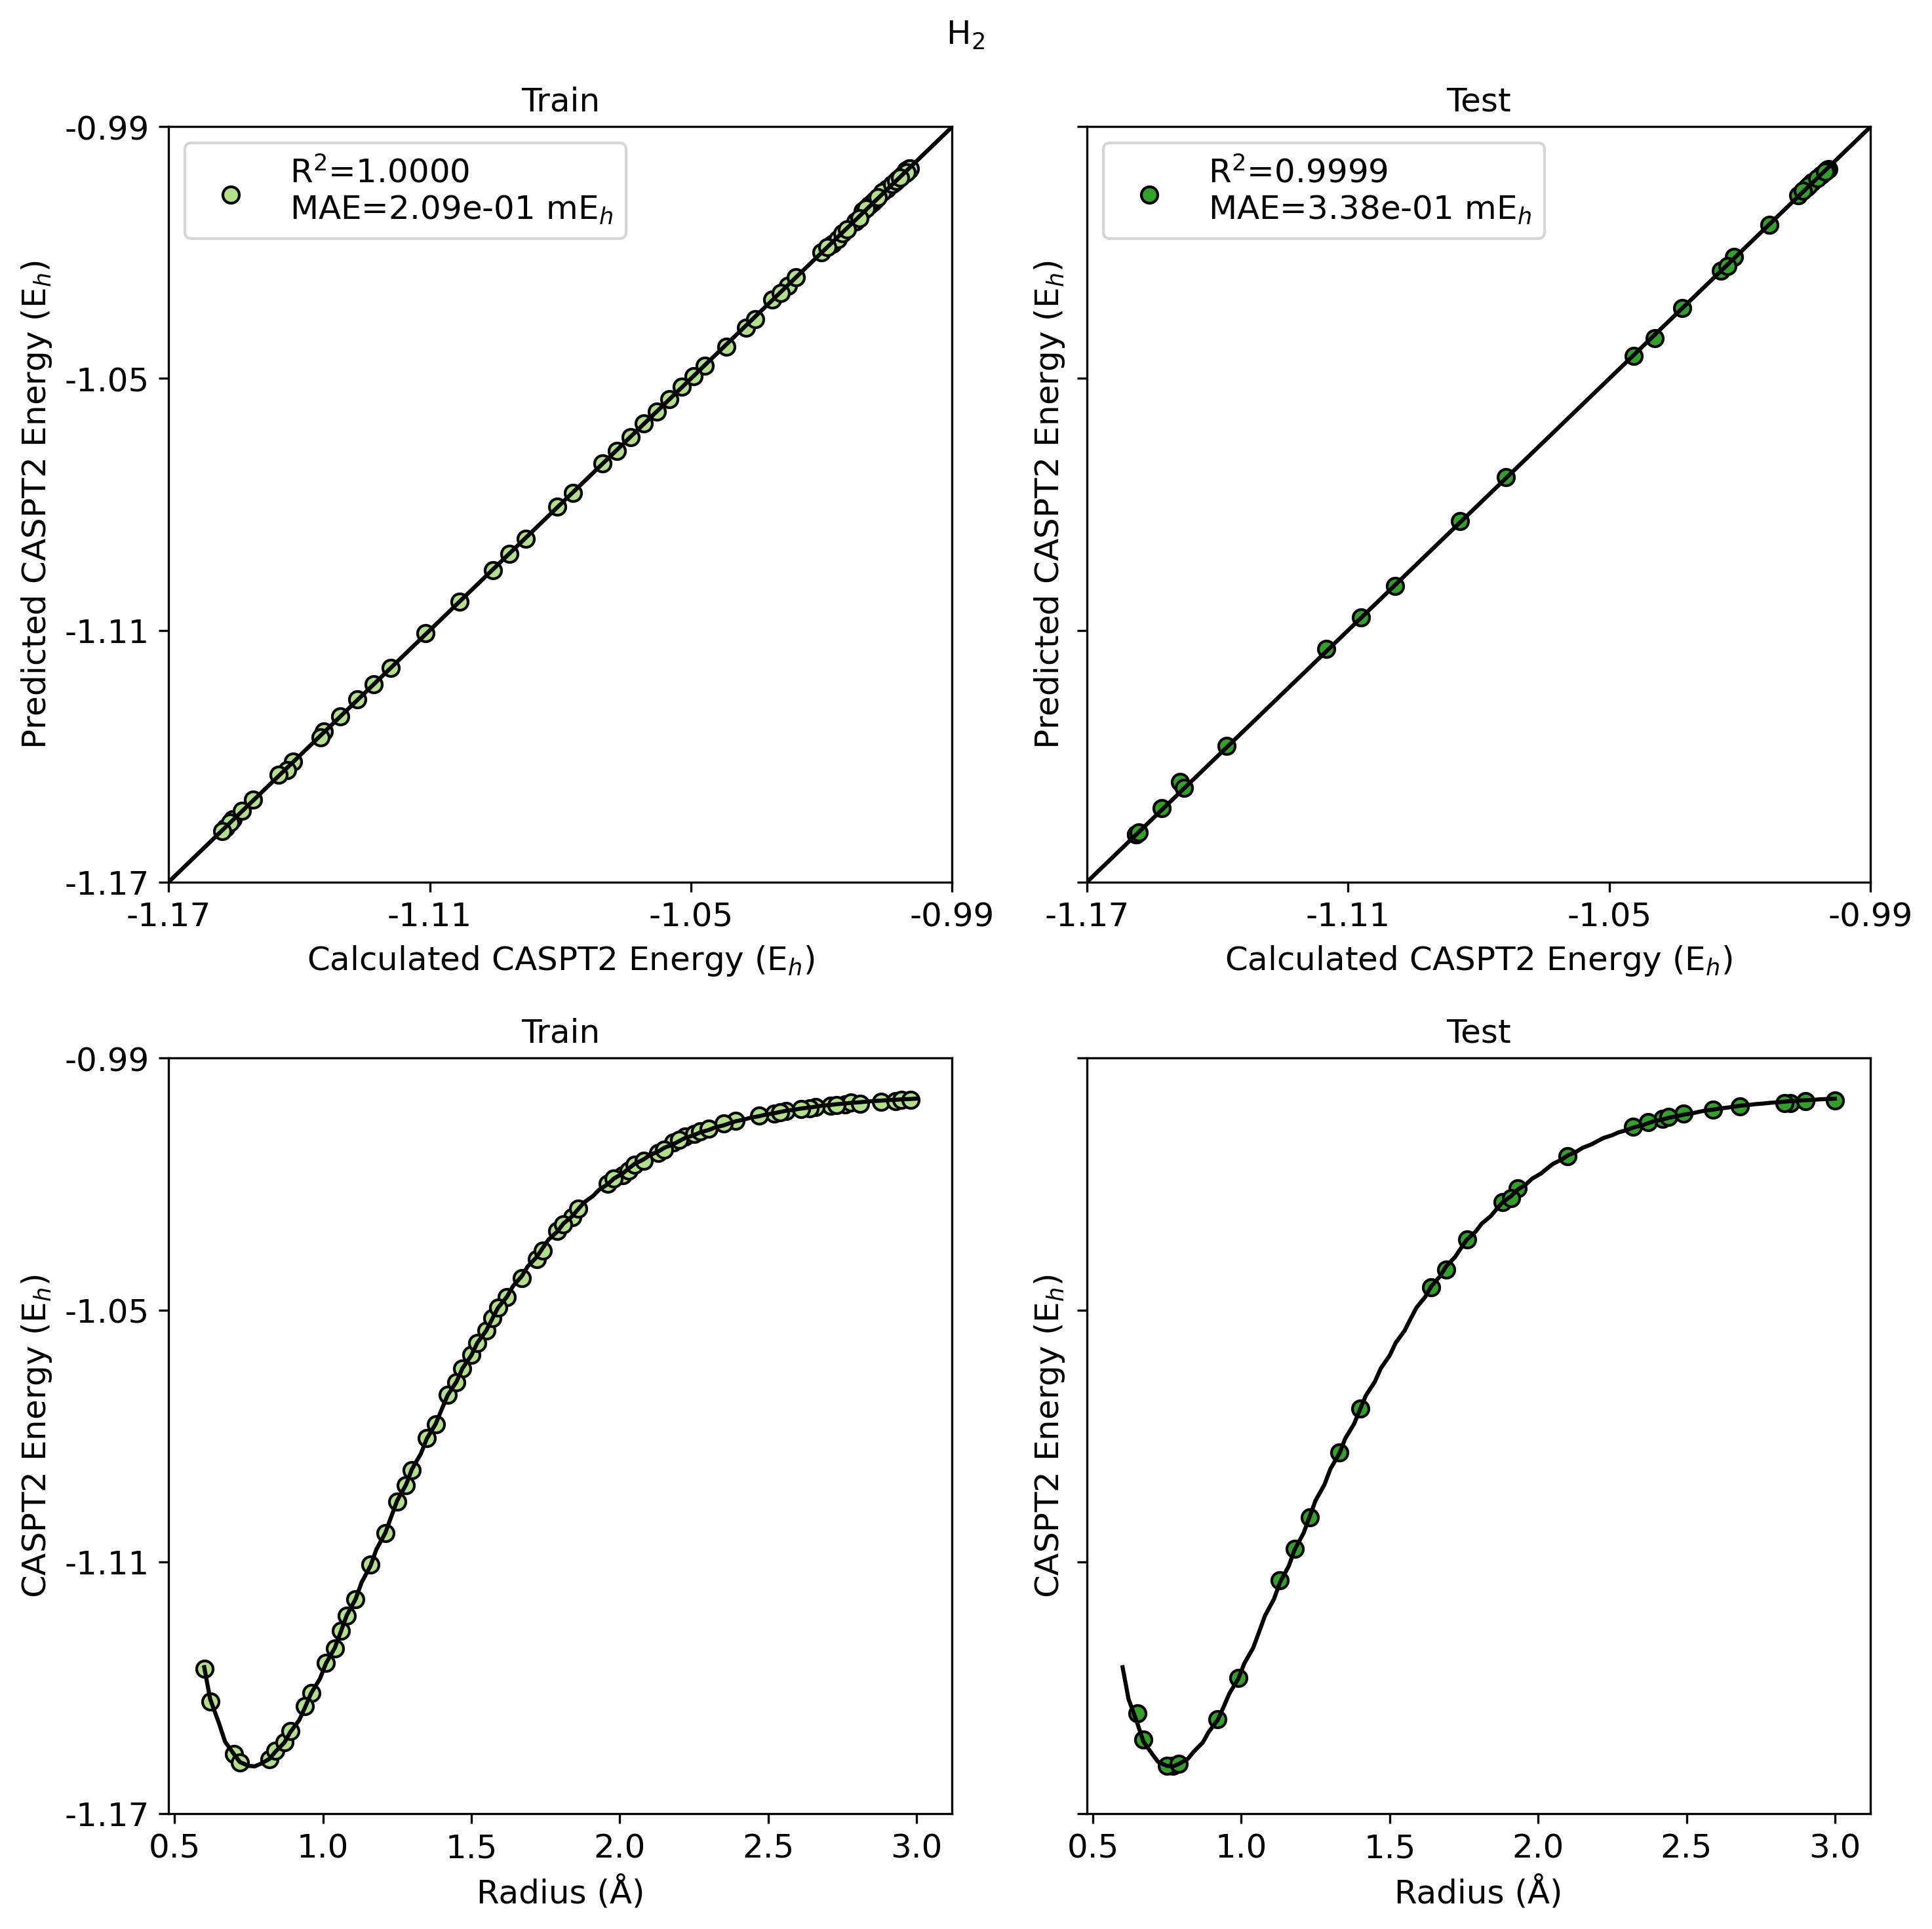 H₂
Train
R²=1.0000
MAE=2.09e-01 mEₕ
-0.99
-1.05
-1.11
-1.17
Predicted CASPT2 Energy (Eₕ)
-1.17 -1.11 -1.05 -0.99
Calculated CASPT2 Energy (Eₕ)
Test
R²=0.9999
MAE=3.38e-01 mEₕ
Predicted CASPT2 Energy (Eₕ)
-1.17 -1.11 -1.05 -0.99
Calculated CASPT2 Energy (Eₕ)
Train
-0.99
-1.05
-1.11
-1.17
CASPT2 Energy (Eₕ)
0.5 1.0 1.5 2.0 2.5 3.0
Radius (Å)
Test
CASPT2 Energy (Eₕ)
0.5 1.0 1.5 2.0 2.5 3.0
Radius (Å)